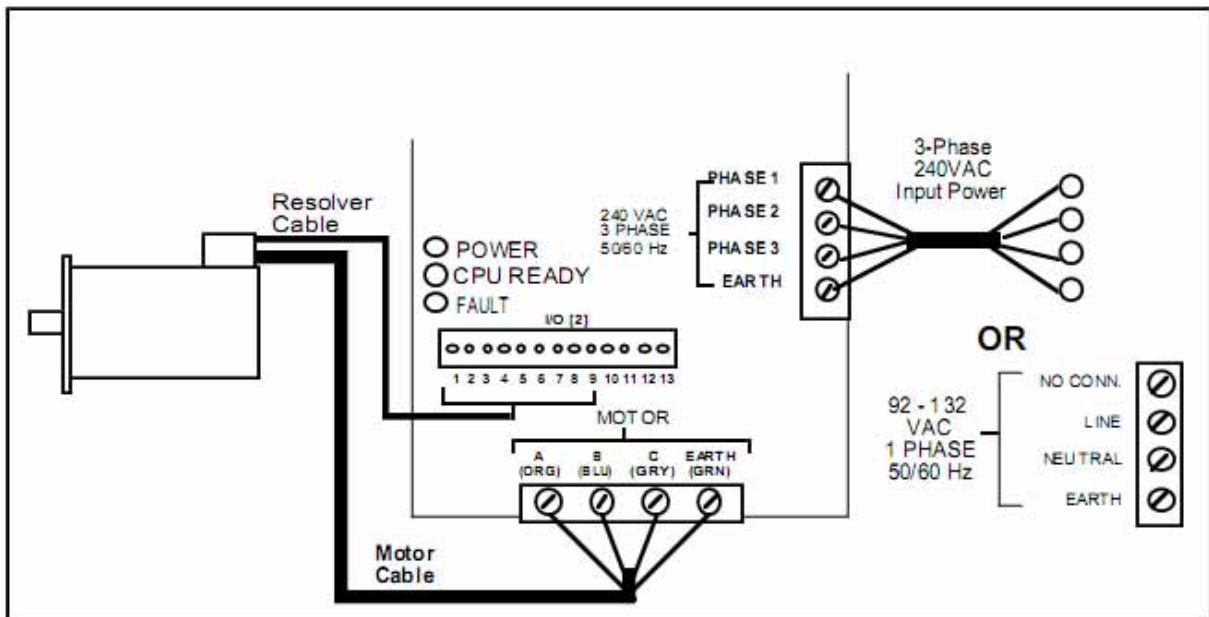 Resolver
Cable
POWER
CPU READY
FAULT
I/O [2]
1 2 3 4 5 6 7 8 9 10 11 12 13
MOTOR
A
(ORG)
B
(BLU)
C
(GRY)
EARTH
(GRN)
Motor
Cable
240 VAC
3 PHASE
50/60 Hz
PHASE 1
PHASE 2
PHASE 3
EARTH
3-Phase
240VAC
Input Power
OR
92 - 132
VAC
1 PHASE
50/60 Hz
NO CONN.
LINE
NEUTRAL
EARTH